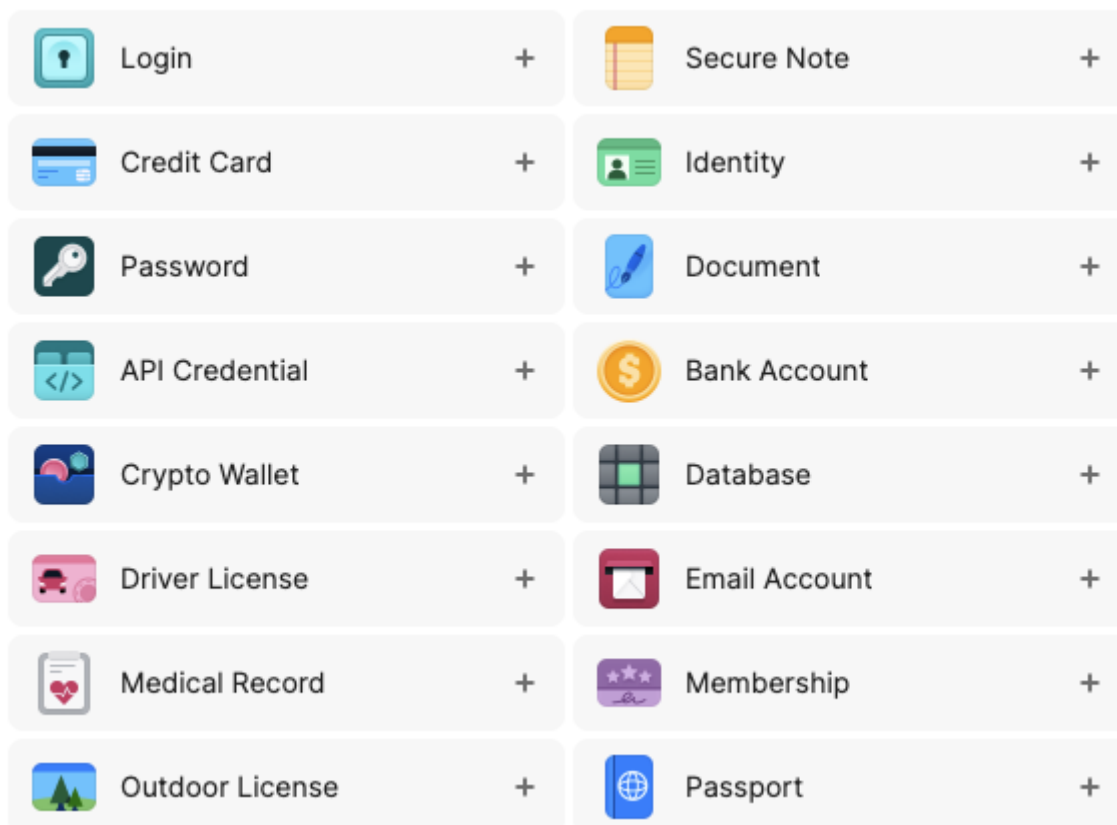 Login + Secure Note +
Credit Card + Identity +
Password + Document +
</> API Credential + $ Bank Account +
Crypto Wallet + Database +
Driver License + Email Account +
Medical Record + Membership +
Outdoor License + Passport +